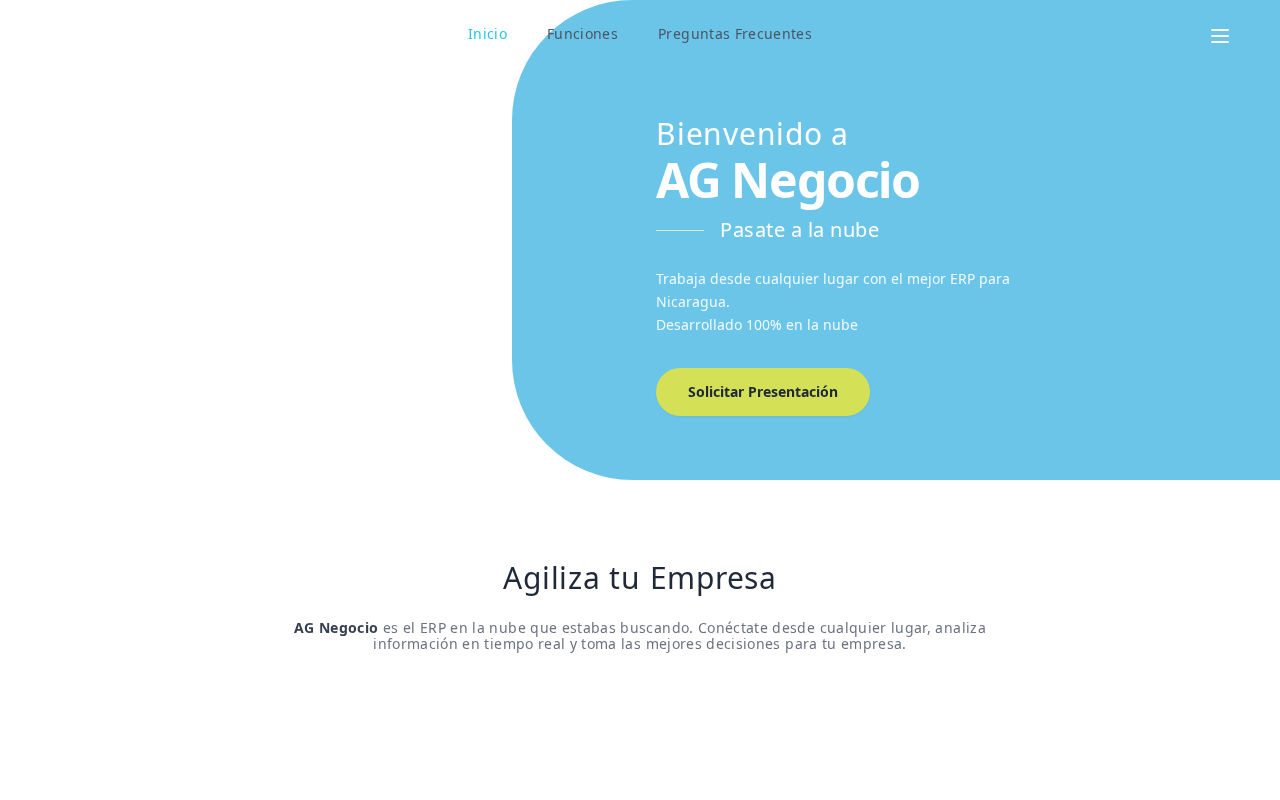 Inicio Funciones Preguntas Frecuentes
Bienvenido a
AG Negocio
Pasate a la nube
Trabaja desde cualquier lugar con el mejor ERP para
Nicaragua.
Desarrollado 100% en la nube
Solicitar Presentación
Agiliza tu Empresa
AG Negocio es el ERP en la nube que estabas buscando. Conéctate desde cualquier lugar, analiza
información en tiempo real y toma las mejores decisiones para tu empresa.